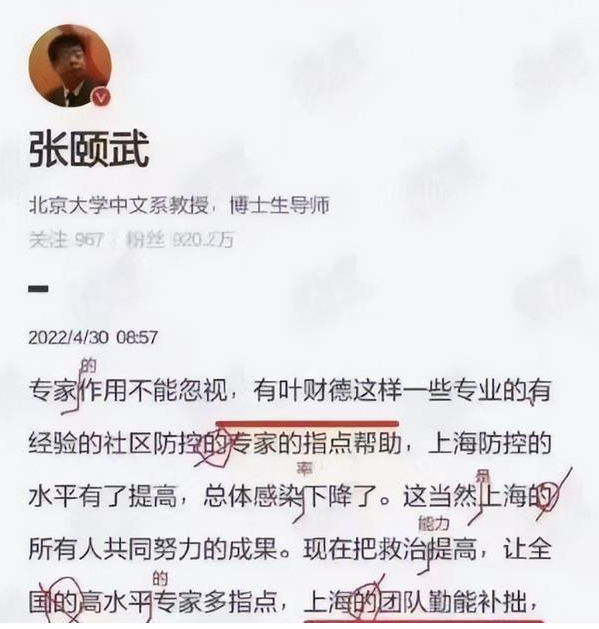 张颐武
北京大学中文系教授，博士生导师
关注 967 粉丝 920.2万
2022/4/30 08:57
的
专家作用不能忽视，有叶财德这样一些专业的有
经验的社区防控的专家的指点帮助，上海防控的
率
是
水平有了提高，总体感染下降了。这当然上海的
能力
所有人共同努力的成果。现在把救治提高，让全
的
国的高水平专家多指点，上海的团队勤能补拙，